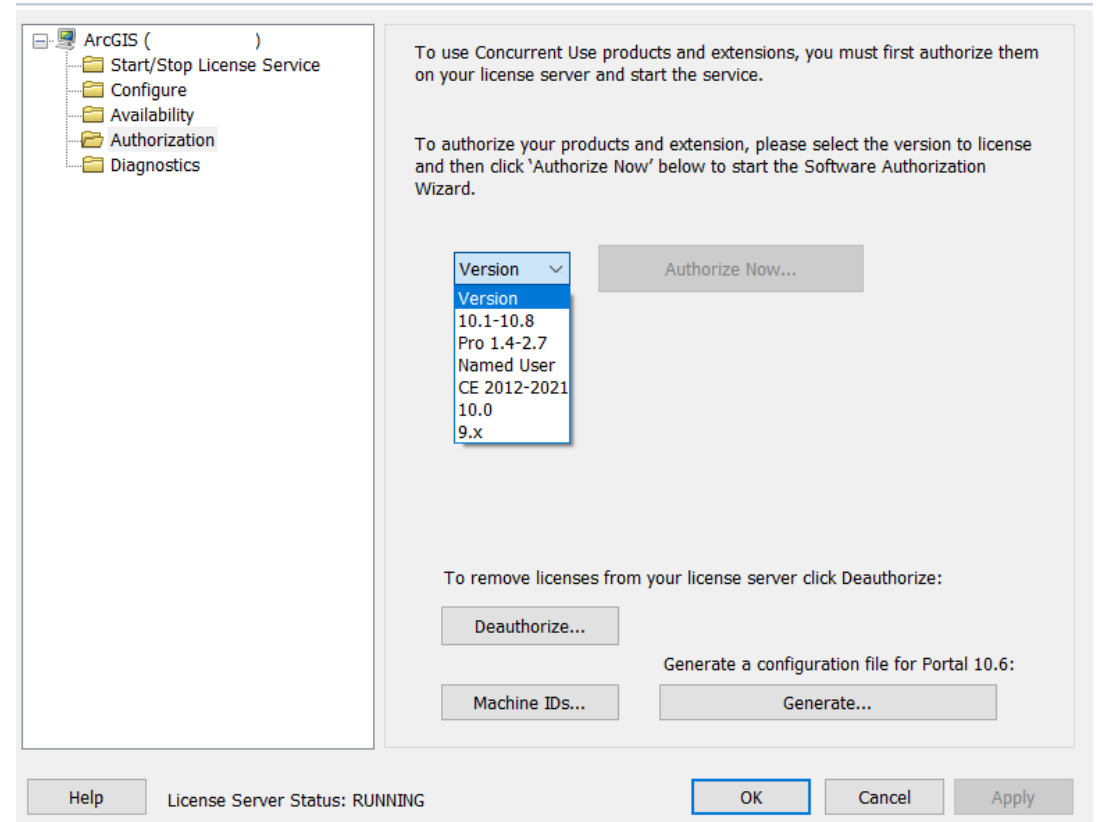 ArcGIS (                )
Start/Stop License Service
Configure
Availability
Authorization
Diagnostics
To use Concurrent Use products and extensions, you must first authorize them
on your license server and start the service.
To authorize your products and extension, please select the version to license
and then click ‛Authorize Now’ below to start the Software Authorization
Wizard.
Version
Authorize Now...
Version
10.1-10.8
Pro 1.4-2.7
Named User
CE 2012-2021
10.0
9.x
To remove licenses from your license server click Deauthorize:
Deauthorize...
Generate a configuration file for Portal 10.6:
Machine IDs...
Generate...
Help
License Server Status: RUNNING
OK
Cancel
Apply